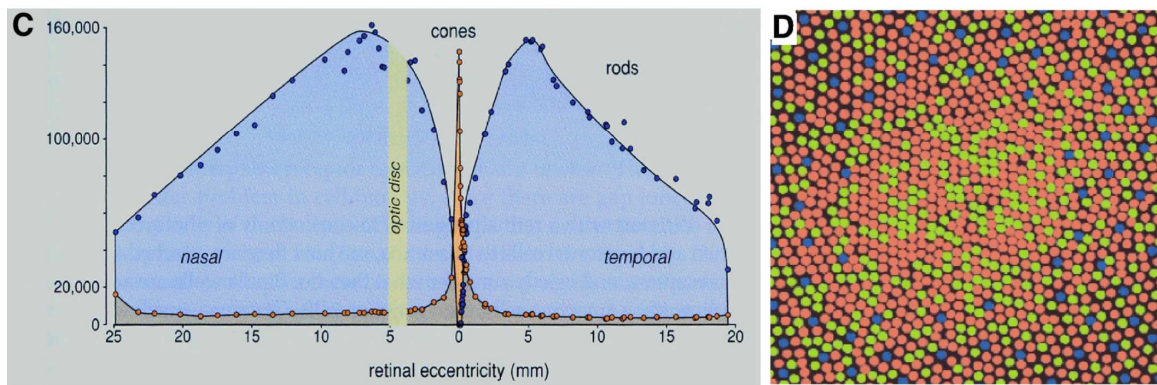 C
D
160,000
cones
rods
100,000
optic disc
nasal
temporal
20,000
0
25
20
15
10
5
0
5
10
15
20
retinal eccentricity (mm)